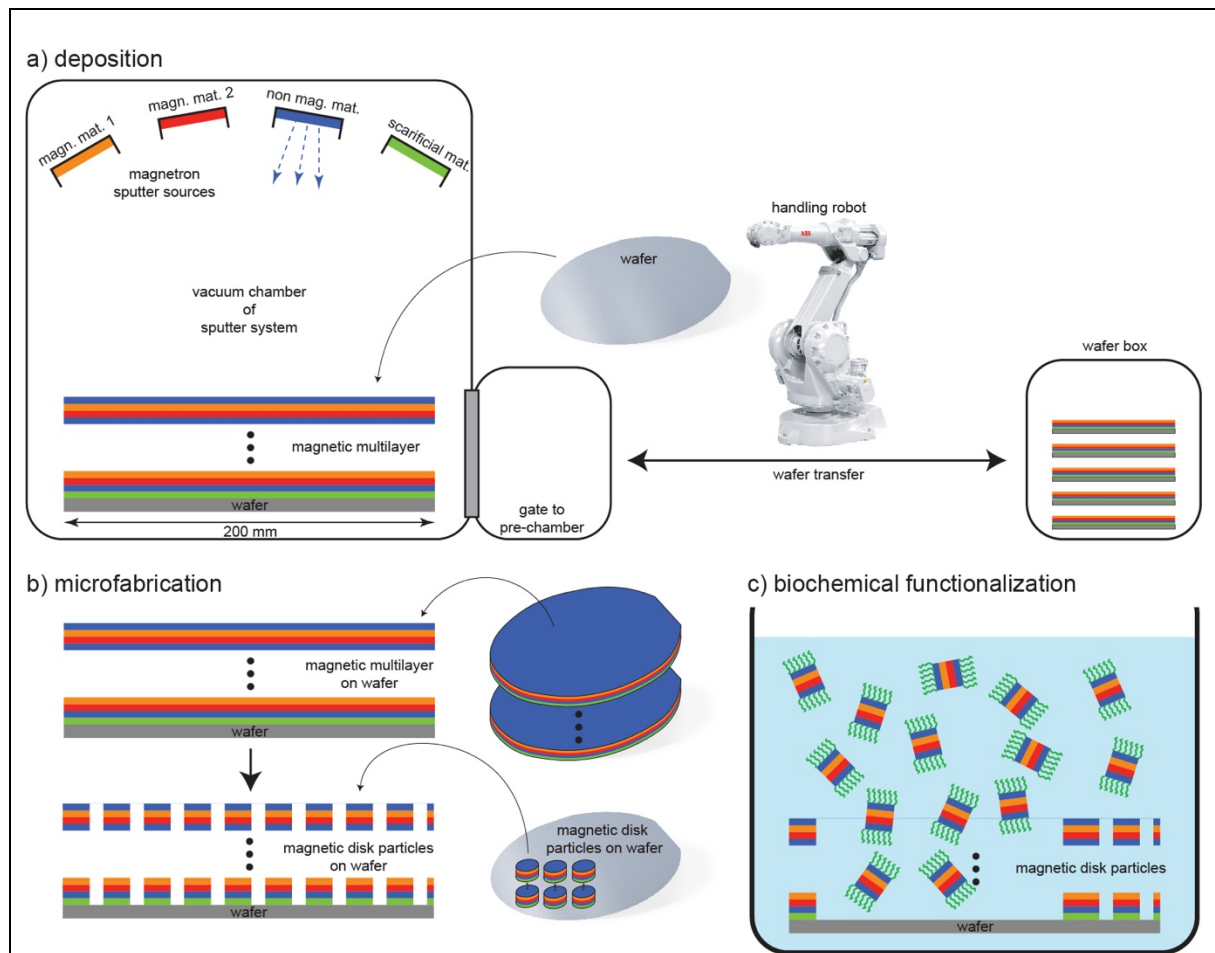 a) deposition
magn. mat. 1
magn. mat. 2
non mag. mat.
scarificial mat.
magnetron
sputter sources
handling robot
ABB
wafer
vacuum chamber
of
sputter system
wafer box
magnetic multilayer
wafer transfer
wafer
200 mm
gate to
pre-chamber
b) microfabrication
magnetic multilayer
on wafer
wafer
magnetic disk particles
on wafer
wafer
magnetic disk
particles on wafer
c) biochemical functionalization
magnetic disk particles
wafer